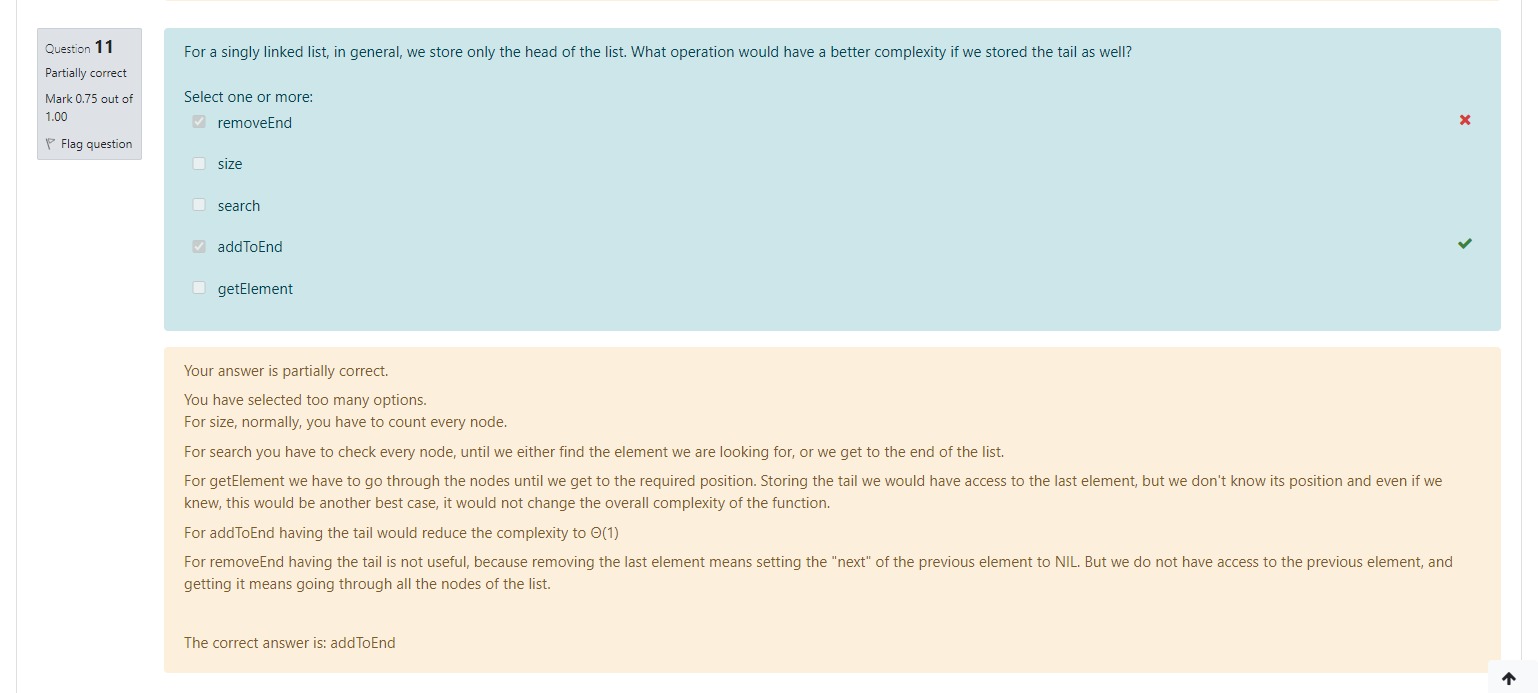 Question 11
Partially correct
Mark 0.75 out of
1.00
Flag question
For a singly linked list, in general, we store only the head of the list. What operation would have a better complexity if we stored the tail as well?
Select one or more:
removeEnd
size
search
addToEnd
getElement
Your answer is partially correct.
You have selected too many options.
For size, normally, you have to count every node.
For search you have to check every node, until we either find the element we are looking for, or we get to the end of the list.
For getElement we have to go through the nodes until we get to the required position. Storing the tail we would have access to the last element, but we don't know its position and even if we
knew, this would be another best case, it would not change the overall complexity of the function.
For addToEnd having the tail would reduce the complexity to Θ(1)
For removeEnd having the tail is not useful, because removing the last element means setting the "next" of the previous element to NIL. But we do not have access to the previous element, and
getting it means going through all the nodes of the list.
The correct answer is: addToEnd